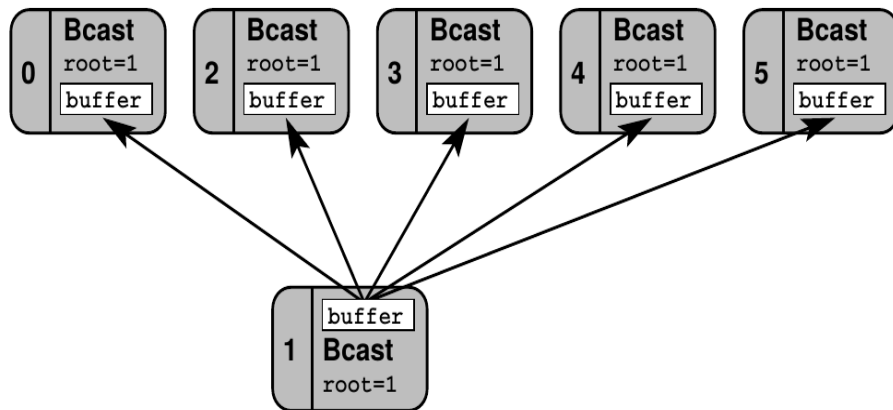 0
Bcast
root=1
buffer
2
Bcast
root=1
buffer
3
Bcast
root=1
buffer
4
Bcast
root=1
buffer
5
Bcast
root=1
buffer
1
buffer
Bcast
root=1